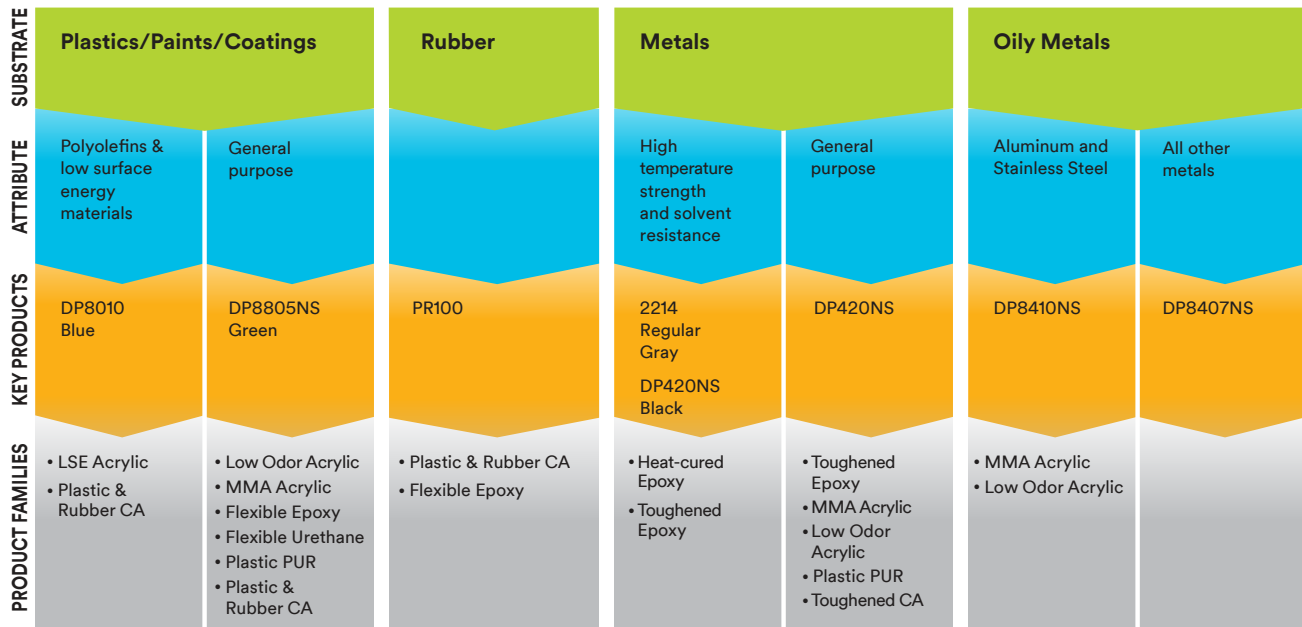 SUBSTRATE
Plastics/Paints/Coatings
Rubber
Metals
Oily Metals
ATTRIBUTE
Polyolefins &
low surface
energy
materials
General
purpose
High
temperature
strength
and solvent
resistance
General
purpose
Aluminum and
Stainless Steel
All other
metals
KEY PRODUCTS
DP8010
Blue
DP8805NS
Green
PR100
2214
Regular
Gray
DP420NS
Black
DP420NS
DP8410NS
DP8407NS
PRODUCT FAMILIES
• LSE Acrylic
• Plastic &
Rubber CA
• Low Odor Acrylic
• MMA Acrylic
• Flexible Epoxy
• Flexible Urethane
• Plastic PUR
• Plastic &
Rubber CA
• Plastic & Rubber CA
• Flexible Epoxy
• Heat-cured
Epoxy
• Toughened
Epoxy
• Toughened
Epoxy
• MMA Acrylic
• Low Odor
Acrylic
• Plastic PUR
• Toughened CA
• MMA Acrylic
• Low Odor Acrylic